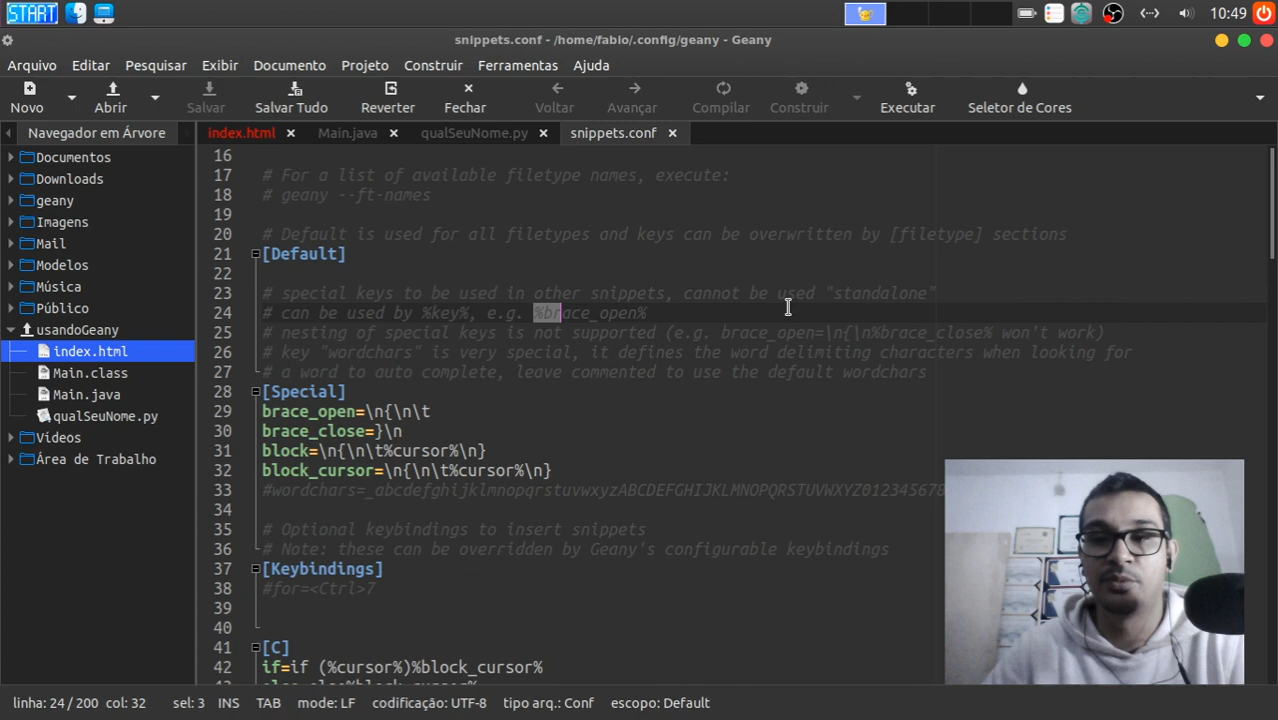 START
10:49
snippets.conf - /home/fabio/.config/geany - Geany
Arquivo Editar Pesquisar Exibir Documento Projeto Construir Ferramentas Ajuda
Novo Abrir Salvar Salvar Tudo Reverter Fechar Voltar Avançar Compilar Construir Executar Seletor de Cores
Navegador em Árvore
index.html Main.java qualSeuNome.py snippets.conf
Documentos
Downloads
geany
Imagens
Mail
Modelos
Música
Público
usandoGeany
index.html
Main.class
Main.java
qualSeuNome.py
Vídeos
Área de Trabalho
16
17 # For a list of available filetype names, execute:
18 # geany --ft-names
19
20 # Default is used for all filetypes and keys can be overwritten by [filetype] sections
21 [Default]
22
23 # special keys to be used in other snippets, cannot be used "standalone"
24 # can be used by %key%, e.g. %brace_open%
25 # nesting of special keys is not supported (e.g. brace_open=\n{\n%brace_close% won't work)
26 # key "wordchars" is very special, it defines the word delimiting characters when looking for
27 # a word to auto complete, leave commented to use the default wordchars
28 [Special]
29 brace_open=\n{\n\t
30 brace_close=}\n
31 block=\n{\n\t%cursor%\n}
32 block_cursor=\n{\n\t%cursor%\n}
33 #wordchars=_abcdefghijklmnopqrstuvwxyzABCDEFGHIJKLMNOPQRSTUVWXYZ012345678
34
35 # Optional keybindings to insert snippets
36 # Note: these can be overridden by Geany's configurable keybindings
37 [Keybindings]
38 #for=<Ctrl>7
39
40
41 [C]
42 if=if (%cursor%)%block_cursor%
linha: 24 / 200 col: 32 sel: 3 INS TAB mode: LF codificação: UTF-8 tipo arq.: Conf escopo: Default